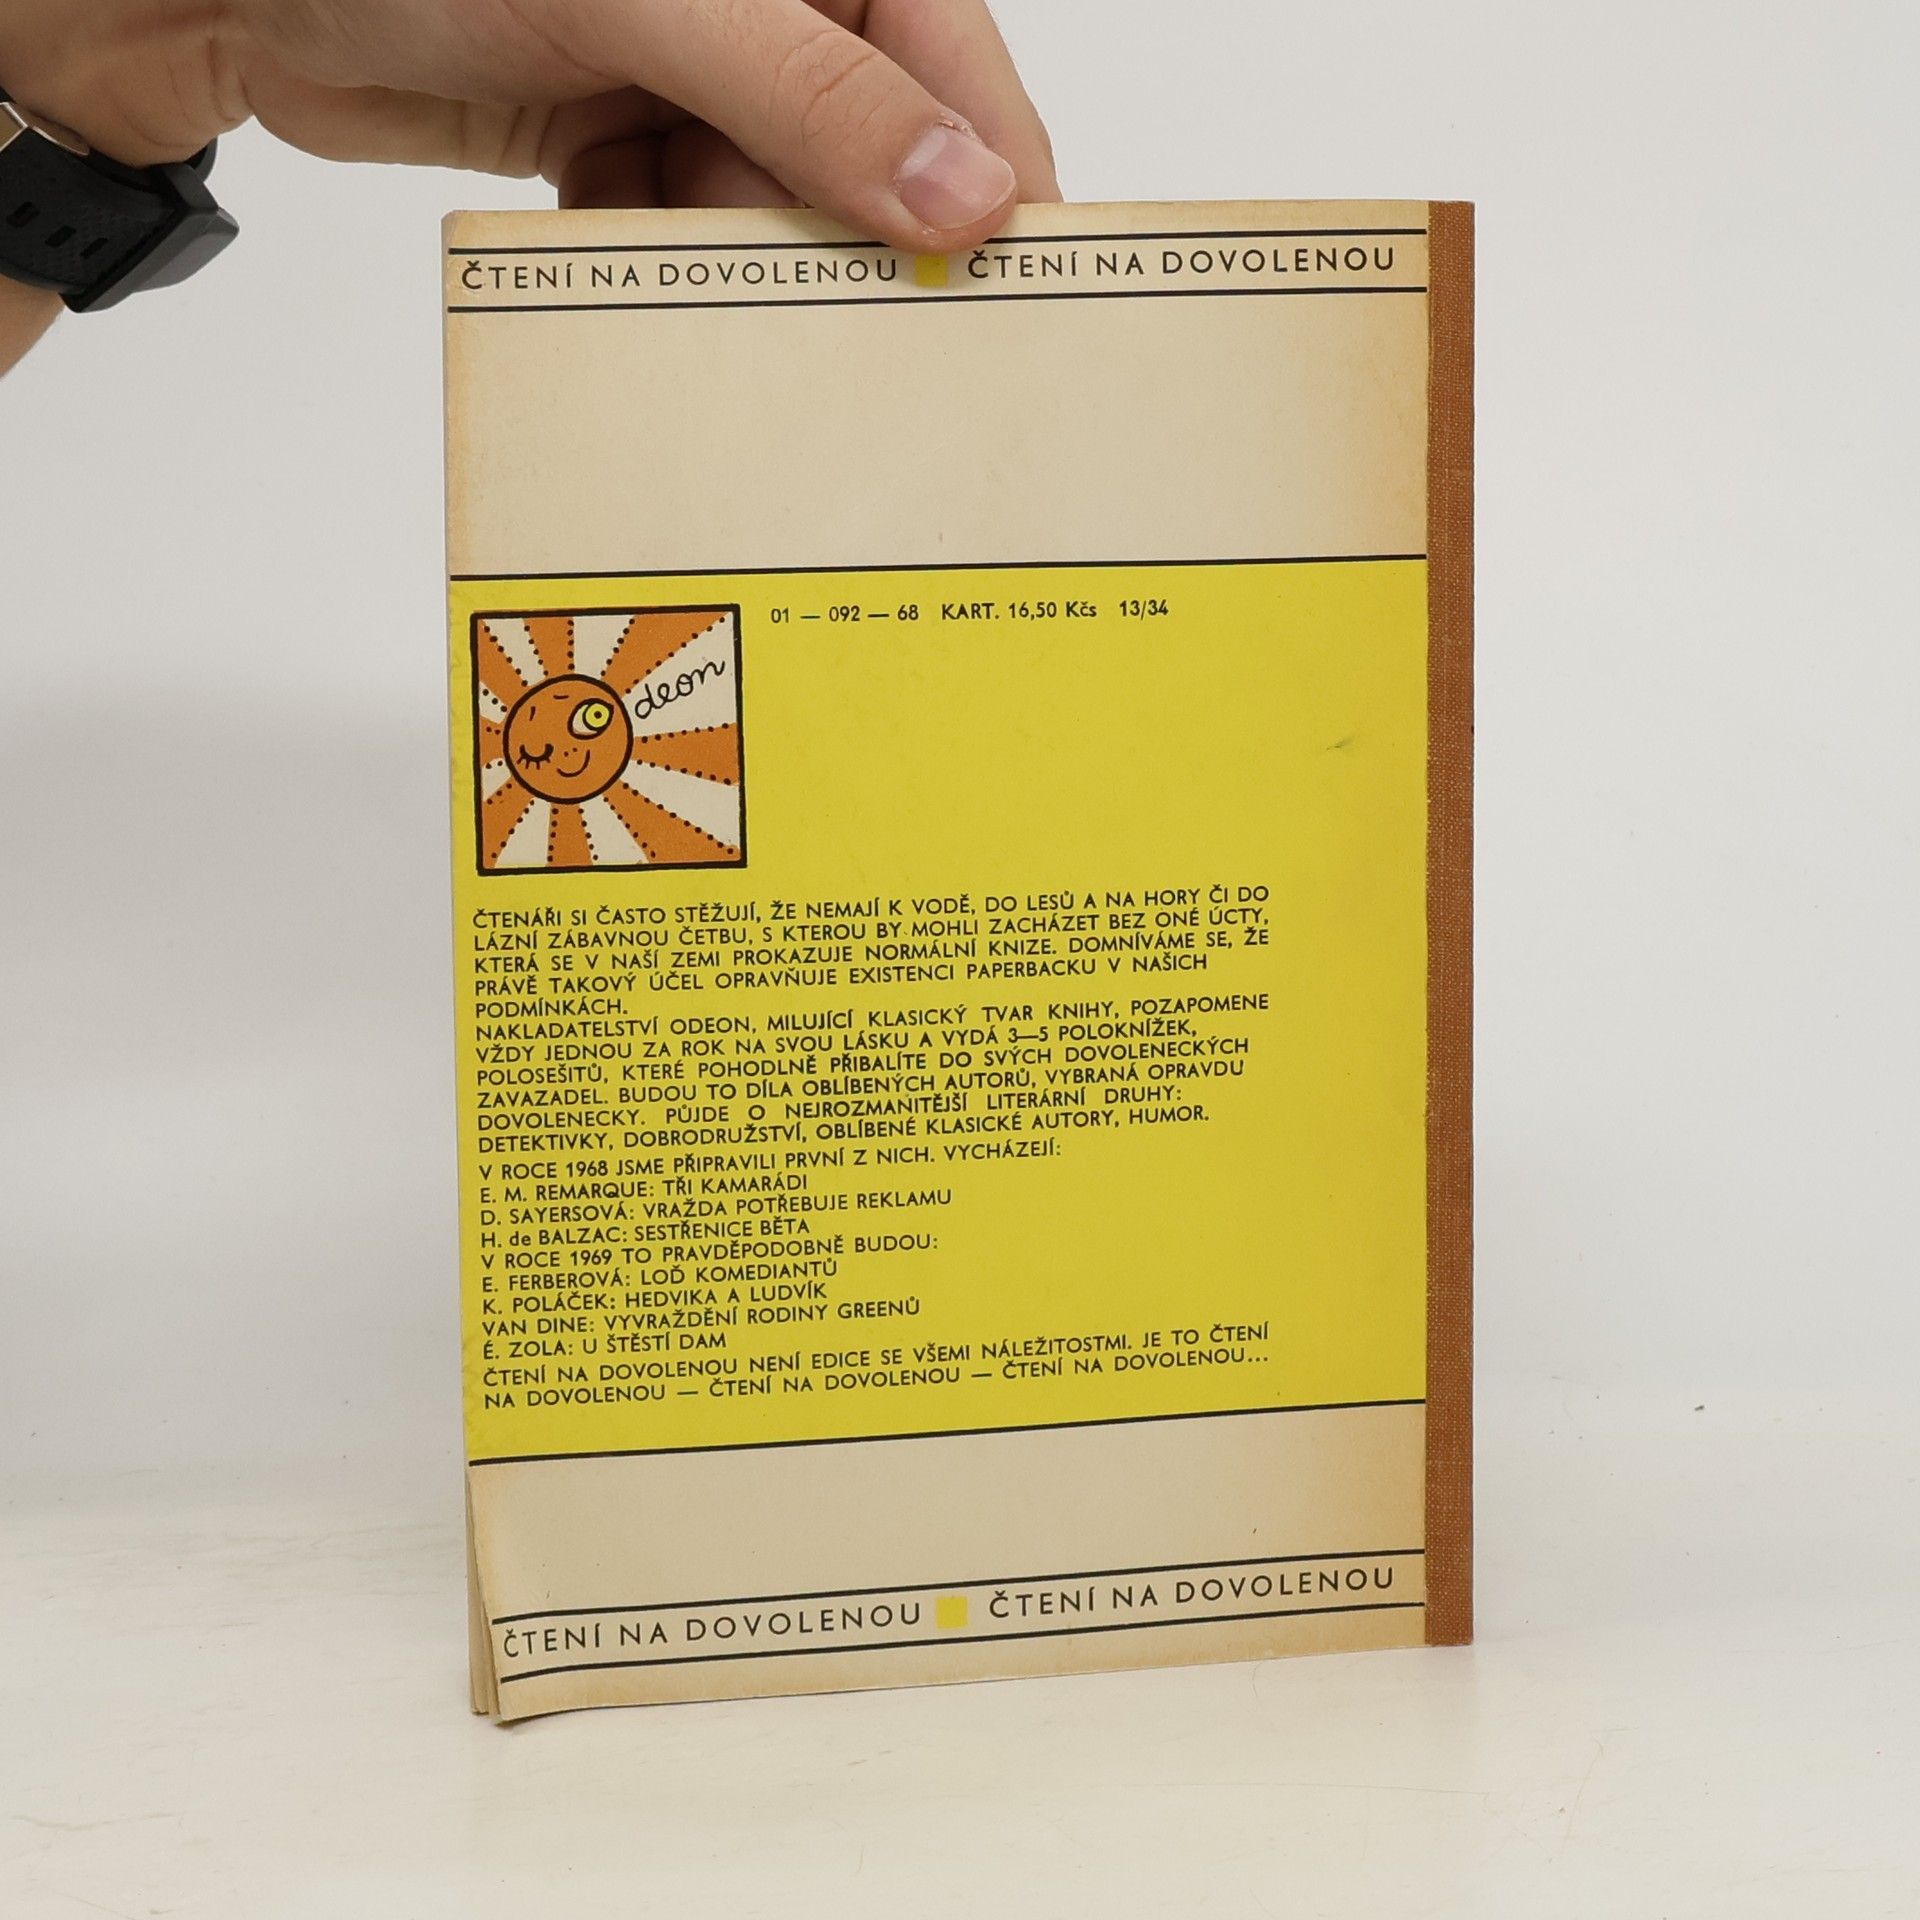 ČTENÍ NA DOVOLENOU ČTENÍ NA DOVOLENOU
01 — 092 — 68 KART. 16,50 Kčs 13/34
deon
ČTENÁŘI SI ČASTO STĚŽUJÍ, ŽE NEMAJÍ K VODĚ, DO LESŮ A NA HORY ČI DO
LÁZNÍ ZÁBAVNOU ČETBU, S KTEROU BY MOHLI ZACHÁZET BEZ ONÉ ÚCTY,
KTERÁ SE V NAŠÍ ZEMI PROKAZUJE NORMÁLNÍ KNIZE. DOMNÍVÁME SE, ŽE
PRÁVĚ TAKOVÝ ÚČEL OPRAVŇUJE EXISTENCI PAPERBACKU V NAŠICH
PODMÍNKÁCH.
NAKLADATELSTVÍ ODEON, MILUJÍCÍ KLASICKÝ TVAR KNIHY, POZAPOMENE
VŽDY JEDNOU ZA ROK NA SVOU LÁSKU A VYDÁ 3—5 POLOKNÍŽEK,
POLOSEŠITŮ, KTERÉ POHODLNĚ PŘIBALÍTE DO SVÝCH DOVOLENECKÝCH
ZAVAZADEL. BUDOU TO DÍLA OBLÍBENÝCH AUTORŮ, VYBRANÁ OPRAVDU
DOVOLENECKY. PŮJDE O NEJROZMANITĚJŠÍ LITERÁRNÍ DRUHY:
DETEKTIVKY, DOBRODRUŽSTVÍ, OBLÍBENÉ KLASICKÉ AUTORY, HUMOR.
V ROCE 1968 JSME PŘIPRAVILI PRVNÍ Z NICH. VYCHÁZEJÍ:
E. M. REMARQUE: TŘI KAMARÁDI
D. SAYERSOVÁ: VRAŽDA POTŘEBUJE REKLAMU
H. de BALZAC: SESTŘENICE BĚTA
V ROCE 1969 TO PRAVDĚPODOBNĚ BUDOU:
E. FERBEROVÁ: LOĎ KOMEDIANTŮ
K. POLÁČEK: HEDVIKA A LUDVÍK
VAN DINE: VYVRAŽDĚNÍ RODINY GREENŮ
É. ZOLA: U ŠTĚSTÍ DAM
ČTENÍ NA DOVOLENOU NENÍ EDICE SE VŠEMI NÁLEŽITOSTMI. JE TO ČTENÍ
NA DOVOLENOU — ČTENÍ NA DOVOLENOU — ČTENÍ NA DOVOLENOU...
ČTENÍ NA DOVOLENOU ČTENÍ NA DOVOLENOU